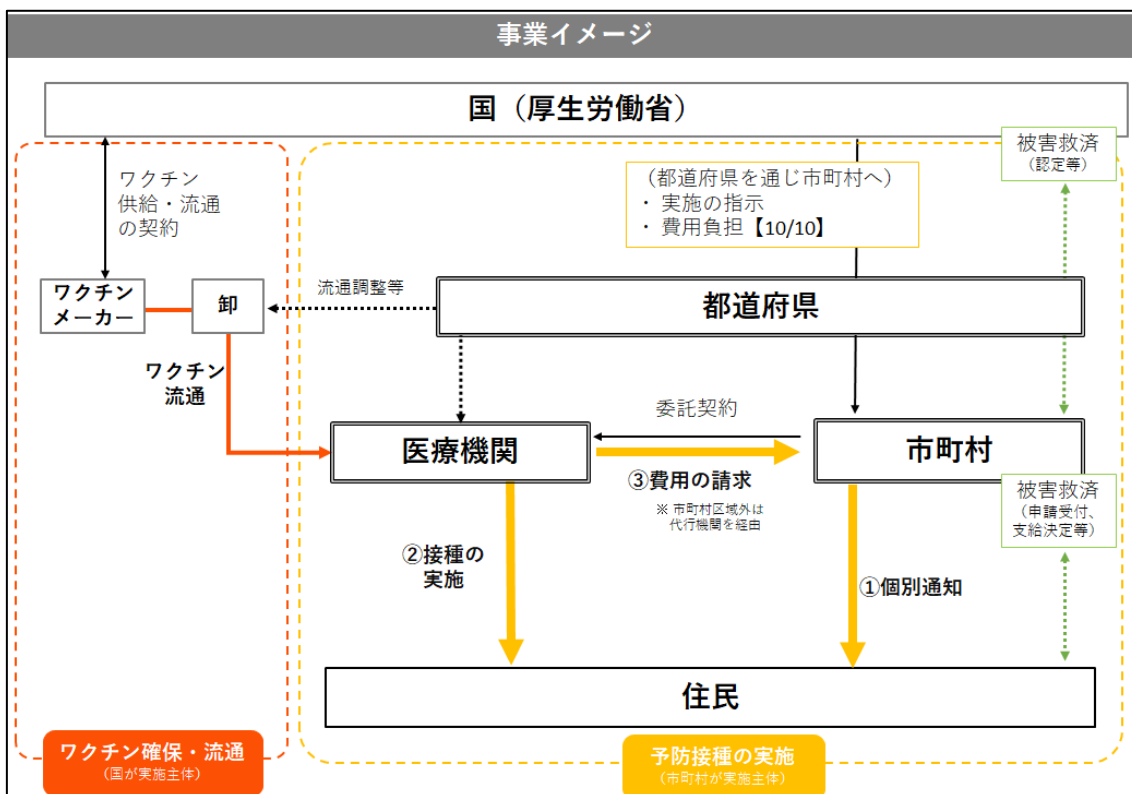 事業イメージ
国（厚生労働省）
被害救済
（認定等）
ワクチン
供給・流通
の契約
（都道府県を通じ市町村へ）
・ 実施の指示
・ 費用負担【10/10】
ワクチン
メーカー
卸
流通調整等
都道府県
ワクチン
流通
委託契約
医療機関
市町村
③費用の請求
※ 市町村区域外は
代行機関を経由
被害救済
（申請受付、
支給決定等）
②接種の
実施
①個別通知
住民
ワクチン確保・流通
（国が実施主体）
予防接種の実施
（市町村が実施主体）